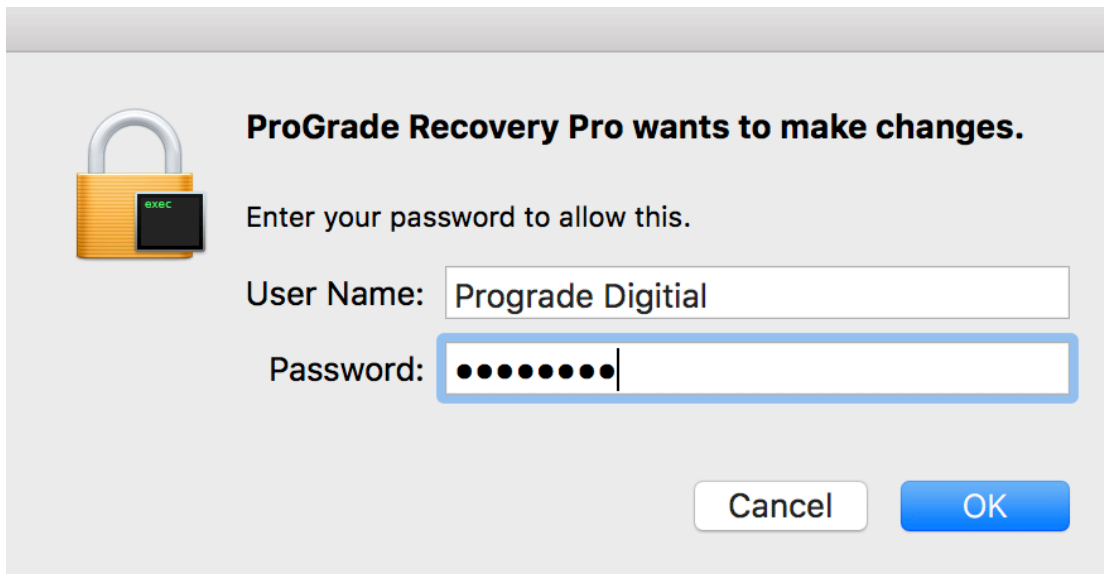 ProGrade Recovery Pro wants to make changes.
exec
Enter your password to allow this.
User Name: Prograde Digitial
Password: ••••••••
Cancel OK